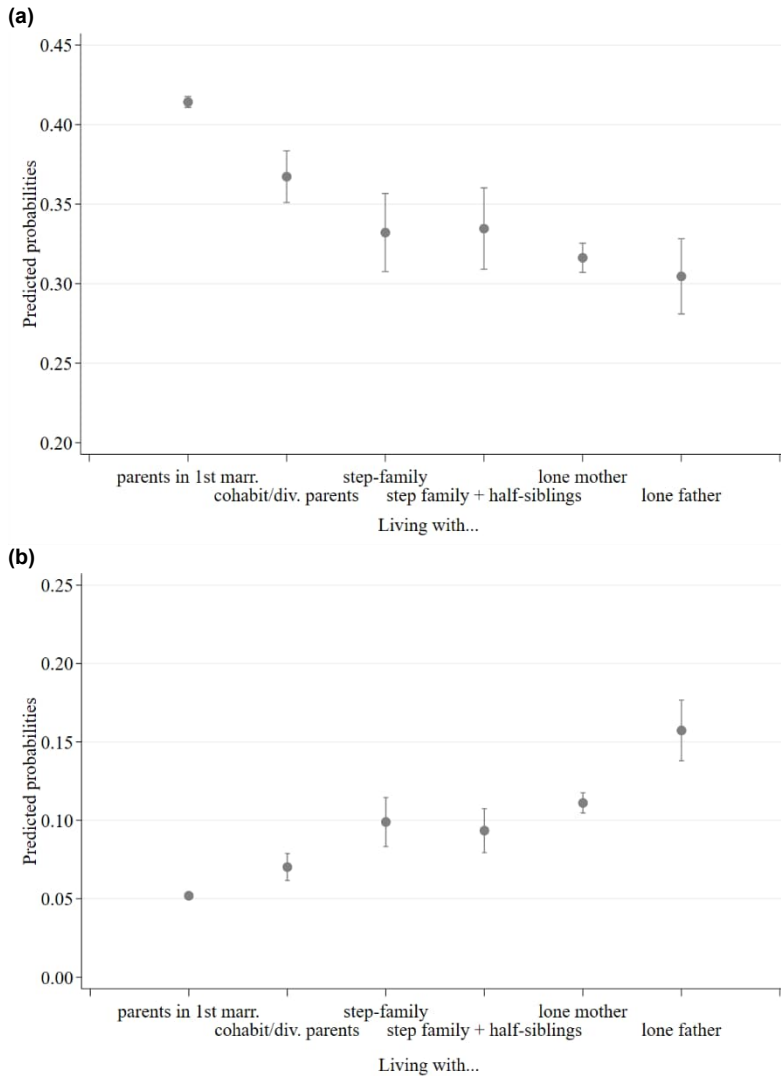 (a)
0.45
0.40
0.35
0.30
0.25
0.20
Predicted probabilities
parents in 1st marr. step-family lone mother
cohabit/div. parents step family + half-siblings lone father
Living with...
(b)
0.25
0.20
0.15
0.10
0.05
0.00
Predicted probabilities
parents in 1st marr. step-family lone mother
cohabit/div. parents step family + half-siblings lone father
Living with...